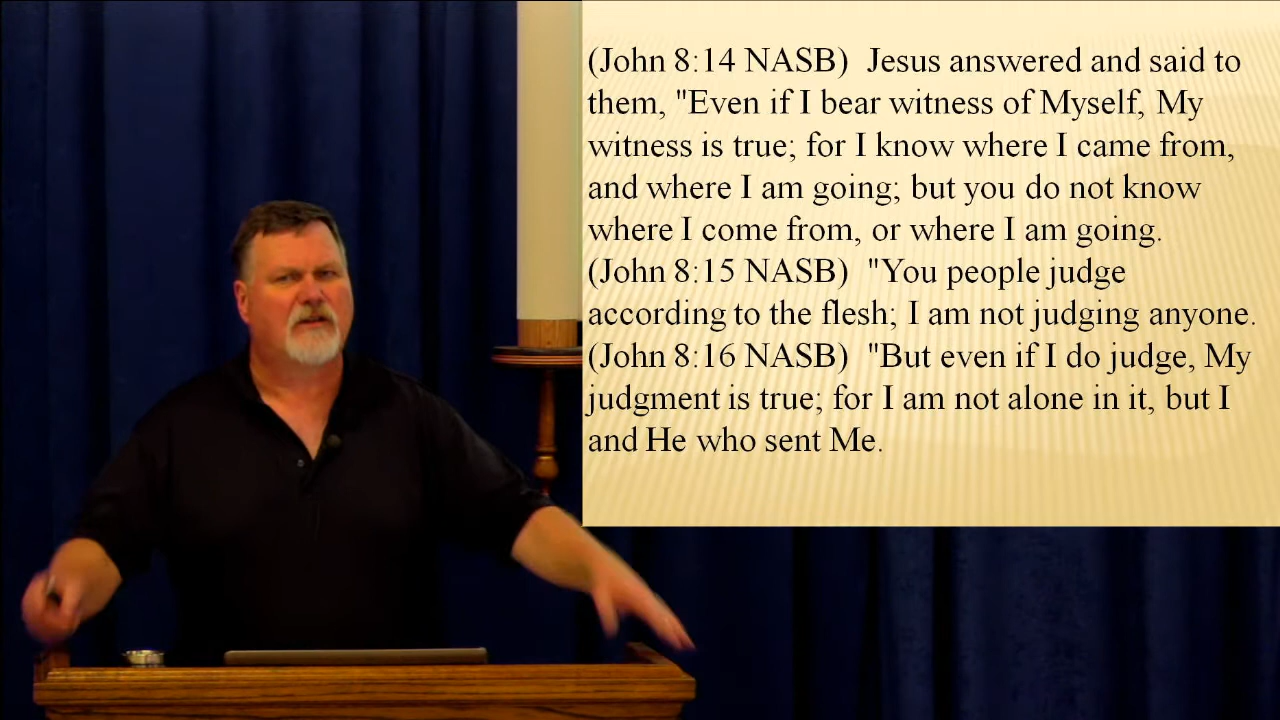 (John 8:14 NASB)  Jesus answered and said to
them, "Even if I bear witness of Myself, My
witness is true; for I know where I came from,
and where I am going; but you do not know
where I come from, or where I am going.
(John 8:15 NASB)  "You people judge
according to the flesh; I am not judging anyone.
(John 8:16 NASB)  "But even if I do judge, My
judgment is true; for I am not alone in it, but I
and He who sent Me.